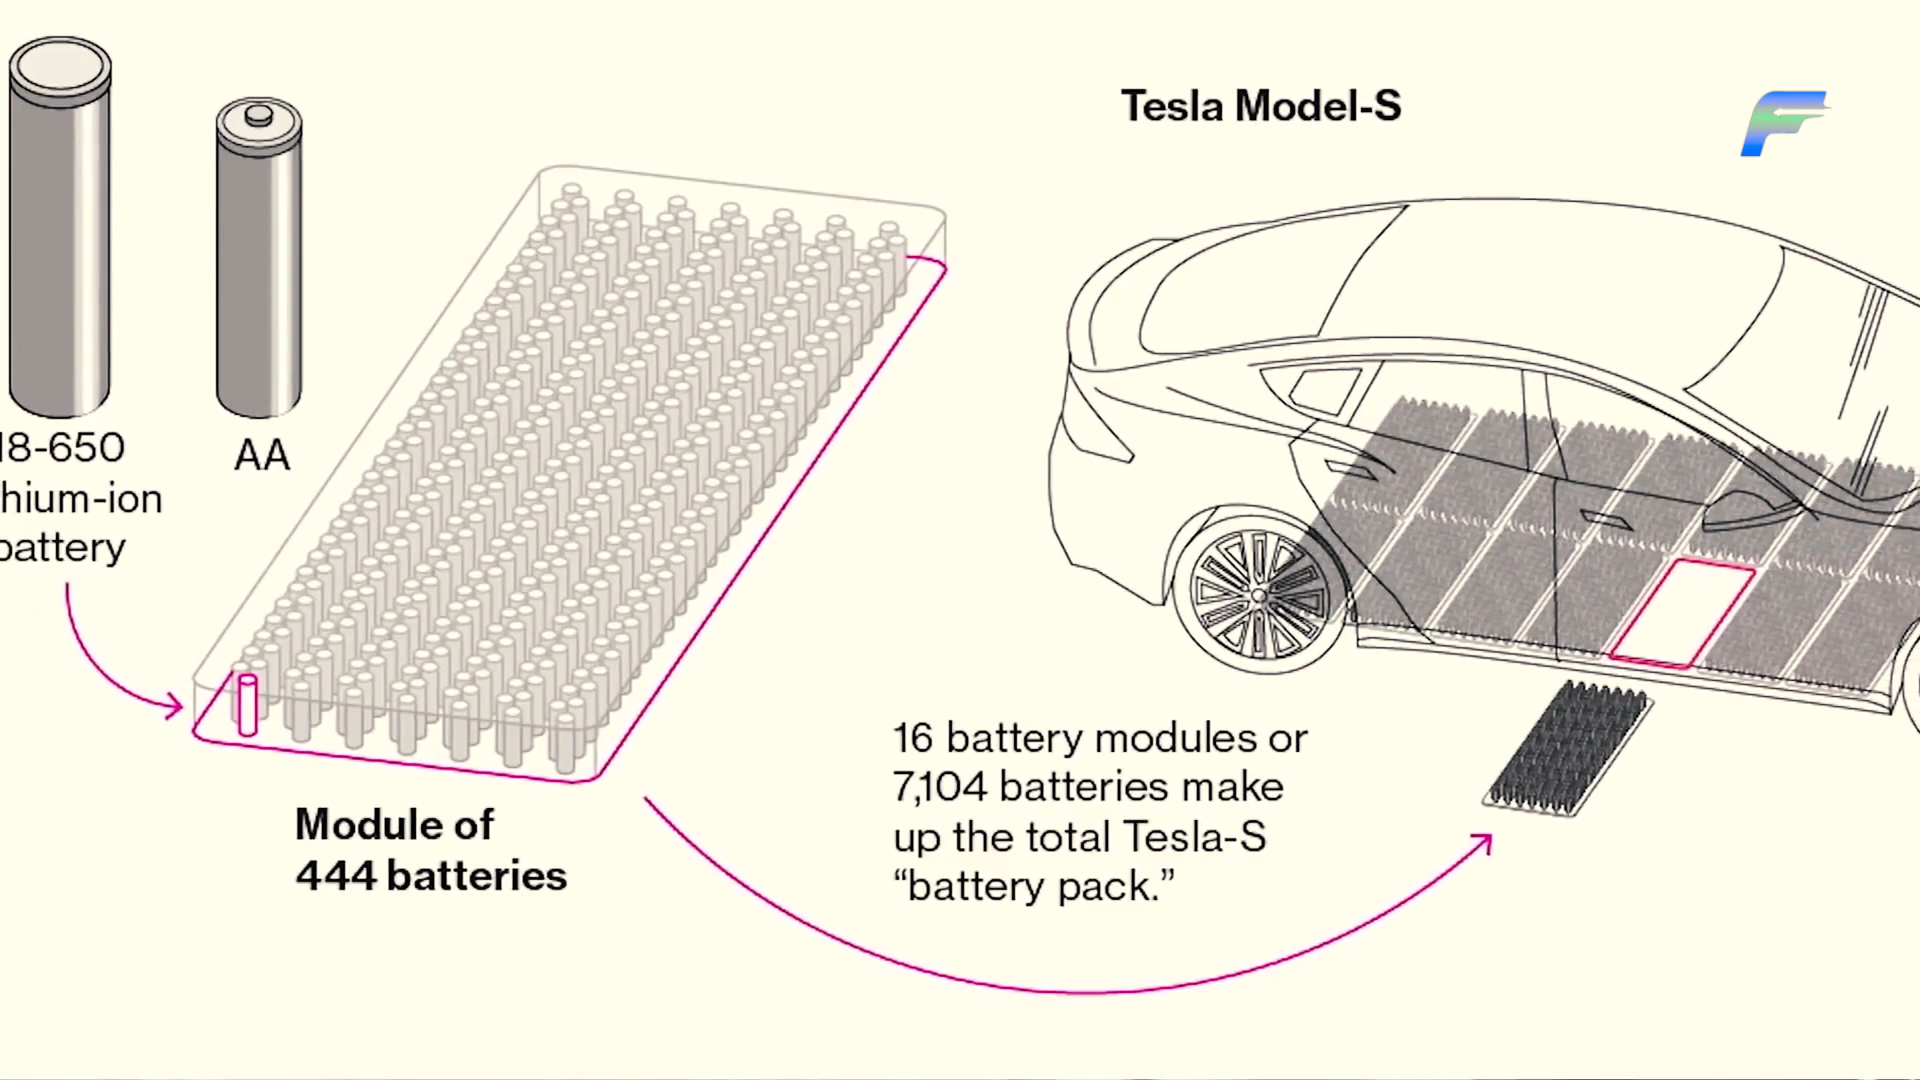 Tesla Model-S
18-650
AA
hium-ion
battery
16 battery modules or
7,104 batteries make
up the total Tesla-S
“battery pack.”
Module of
444 batteries